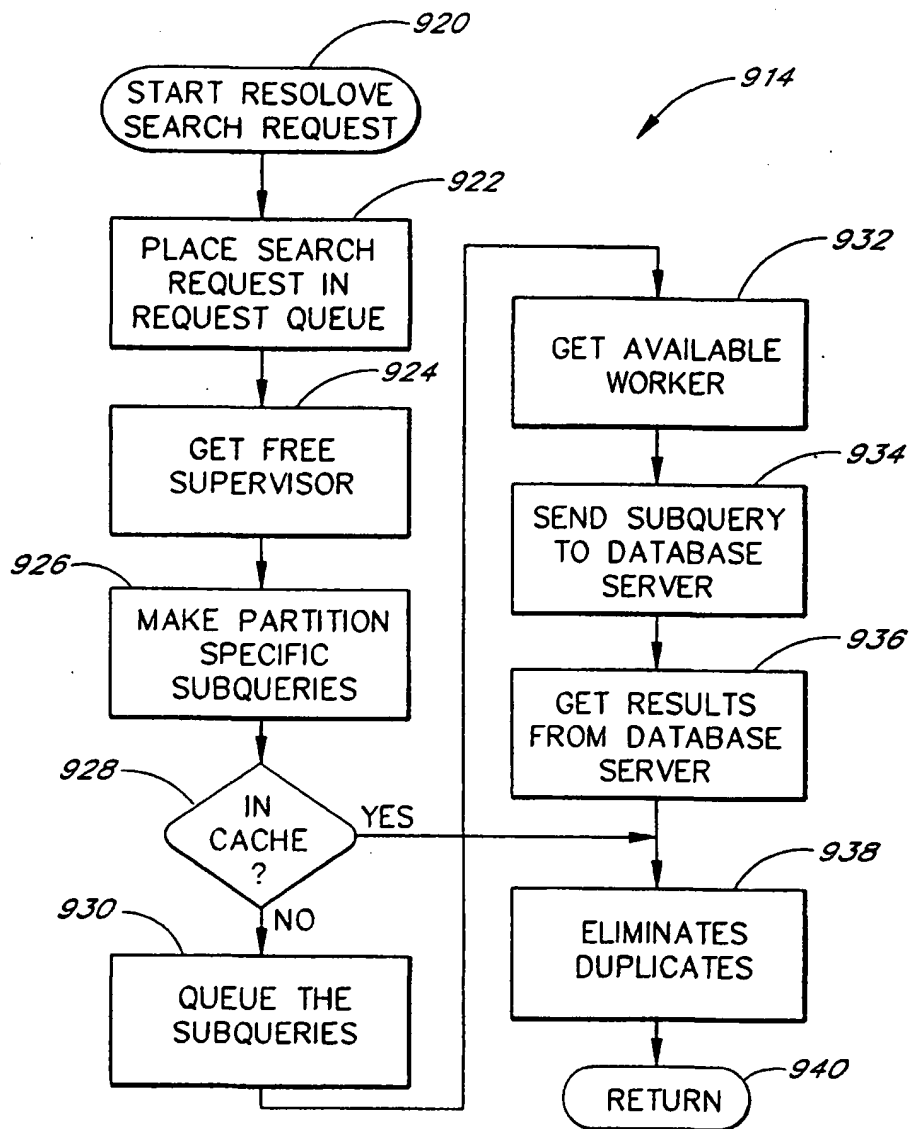 920
START RESOLOVE
SEARCH REQUEST
914
922
PLACE SEARCH
REQUEST IN
REQUEST QUEUE
924
GET FREE
SUPERVISOR
926
MAKE PARTITION
SPECIFIC
SUBQUERIES
928
IN
CACHE
?
YES
NO
930
QUEUE THE
SUBQUERIES
932
GET AVAILABLE
WORKER
934
SEND SUBQUERY
TO DATABASE
SERVER
936
GET RESULTS
FROM DATABASE
SERVER
938
ELIMINATES
DUPLICATES
940
RETURN